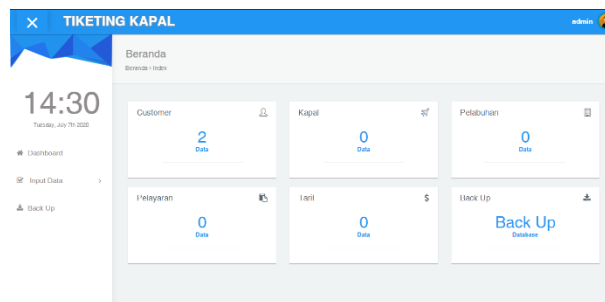 TIKETING KAPAL
admin
Beranda
Beranda › Index
14:30
Tuesday, July 7th 2020
Dashboard
Input Data
Back Up
Customer
2
Data
Kapal
0
Data
Pelabuhan
0
Data
Pelayaran
0
Data
Tarif
0
Data
Back Up
Back Up
Database